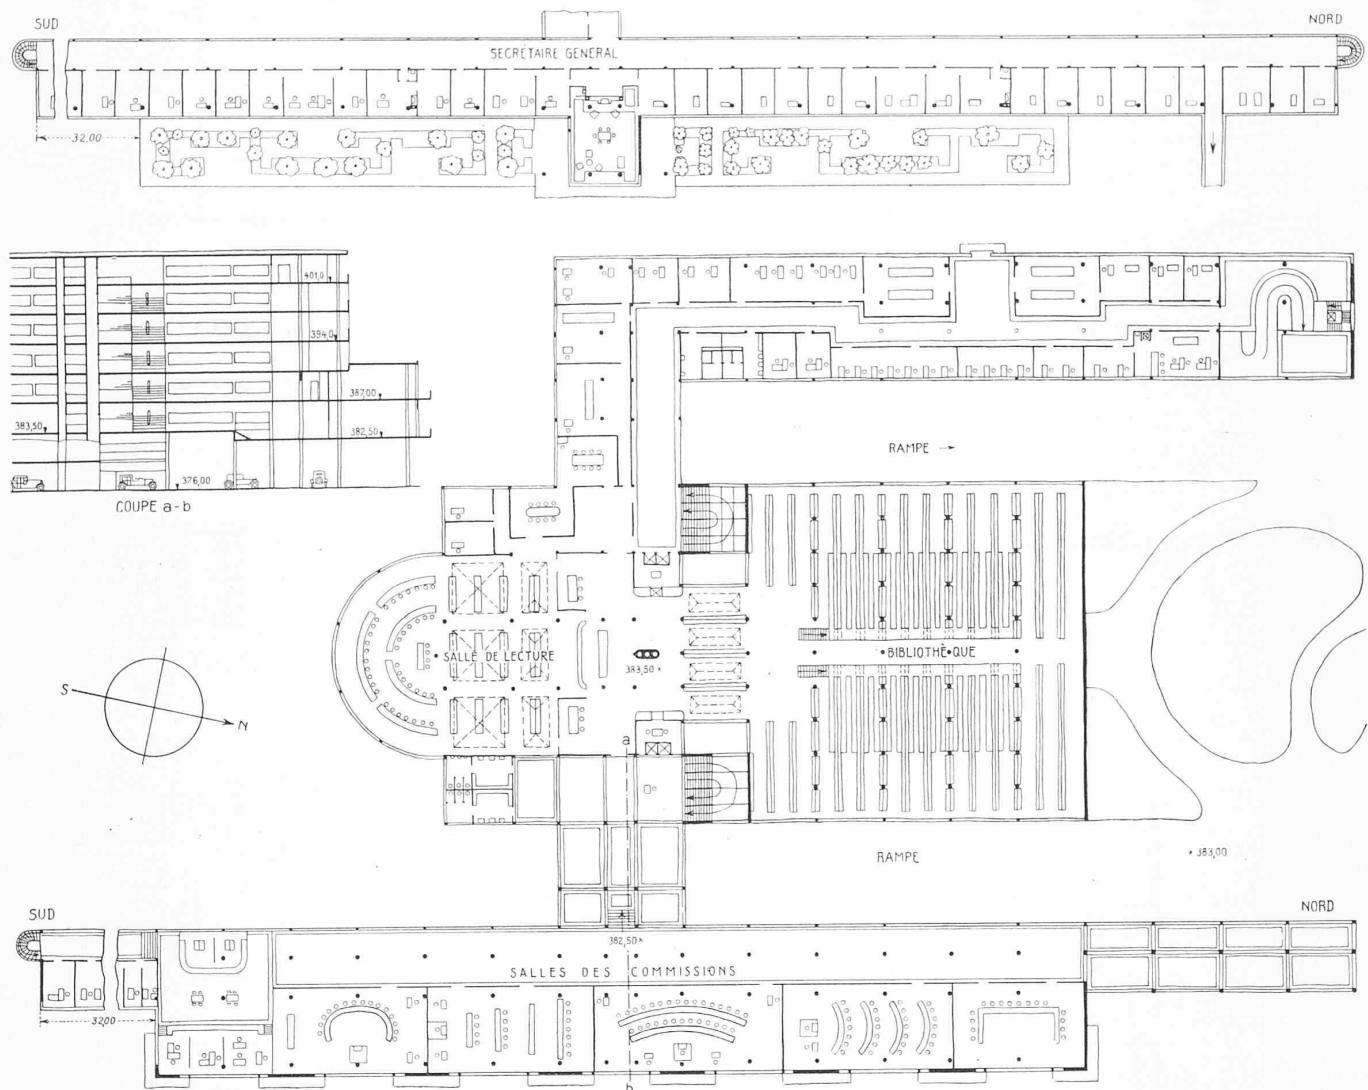 SUD
NORD
SECRÉTAIRE GENERAL
32,00
401,0
394,0
387,00
383,50
382,50
376,00
COUPE a-b
RAMPE →
SALLE DE LECTURE
383,50 ×
BIBLIOTHÈQUE
S
N
a
RAMPE
× 383,00
SUD
NORD
382,50 ×
SALLES DES COMMISSIONS
32,00
b